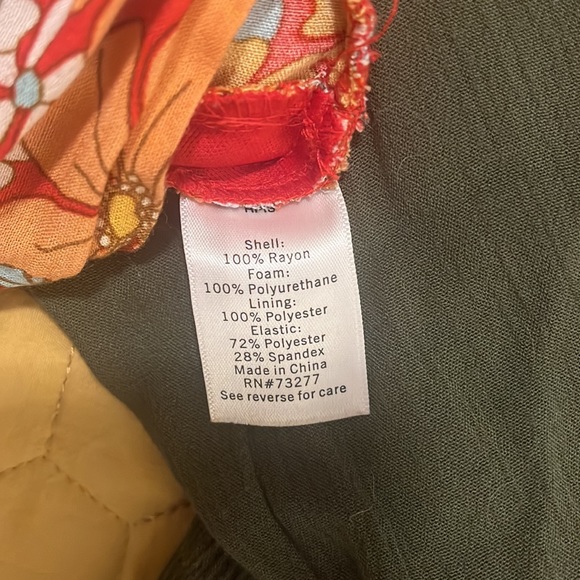 Shell:
100% Rayon
Foam:
100% Polyurethane
Lining:
100% Polyester
Elastic:
72% Polyester
28% Spandex
Made in China
RN#73277
See reverse for care